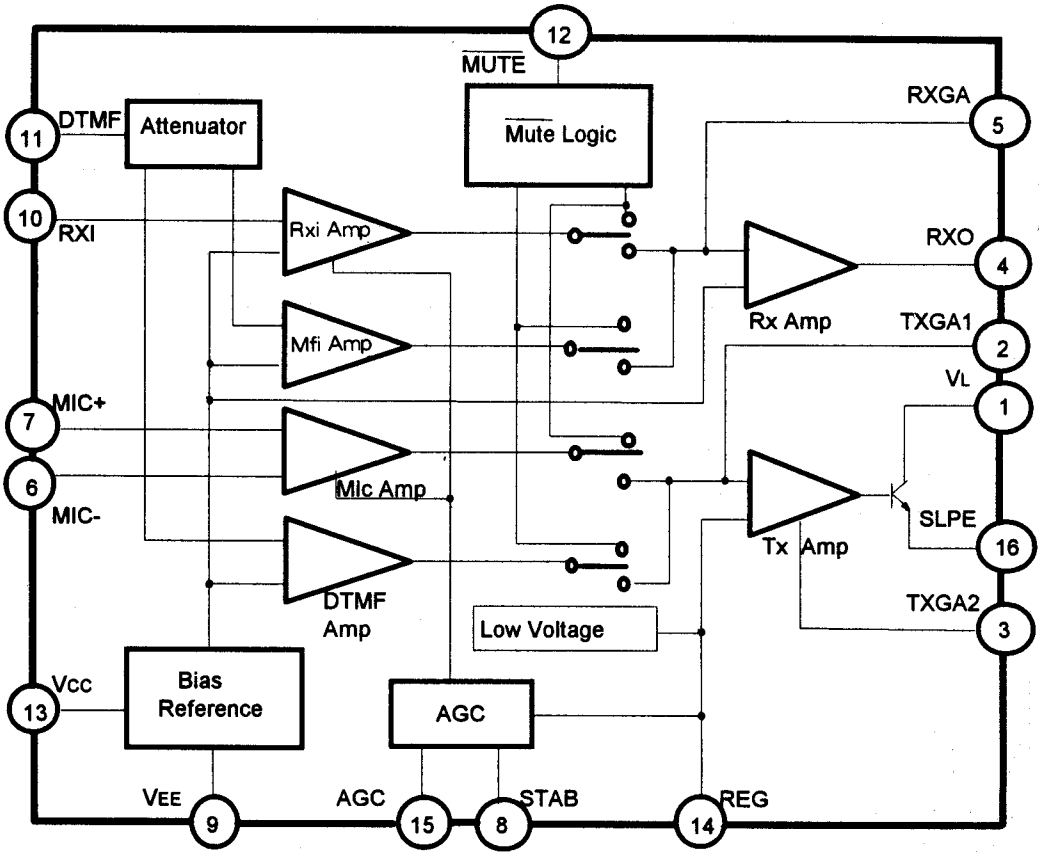 12
MUTE
RXGA
DTMF
Attenuator
11
Mute Logic
5
10
RXI
Rxi Amp
RXO
4
Rx Amp
TXGA1
Mfi Amp
2
VL
MIC+
7
1
6
Mic Amp
MIC-
SLPE
Tx Amp
16
DTMF
Amp
TXGA2
Low Voltage
3
Vcc
Bias
Reference
13
AGC
VEE
AGC
STAB
REG
9
15
8
14